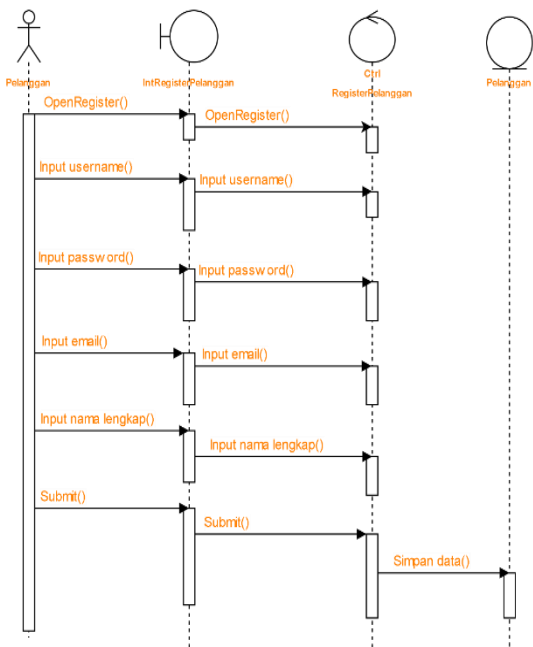 Pelanggan
IntRegisterPelanggan
Ctrl
RegisterPelanggan
Pelanggan
OpenRegister()
OpenRegister()
Input username()
Input username()
Input password()
Input password()
Input email()
Input email()
Input nama lengkap()
Input nama lengkap()
Submit()
Submit()
Simpan data()